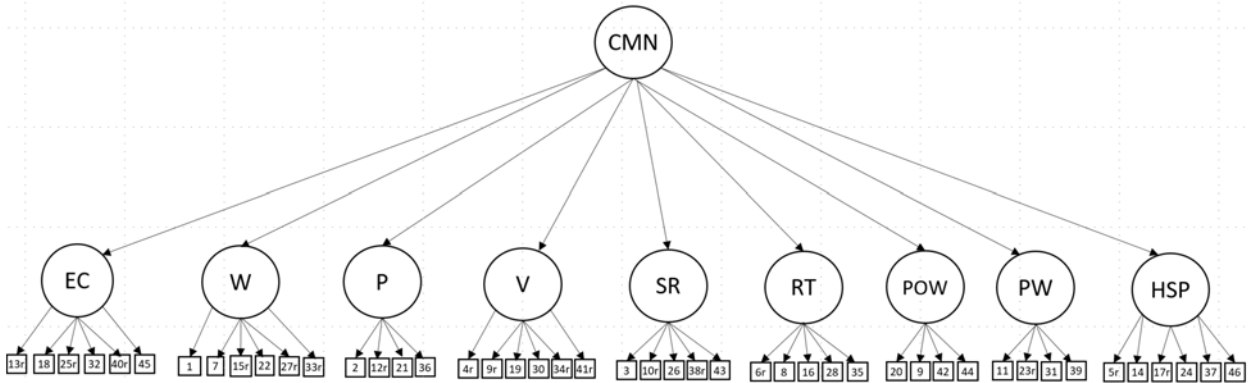 CMN
EC W P V SR RT POW PW HSP
13r 18 25r 32 40r 45 1 7 15r 22 27r 33r 2 12r 21 36 4r 9r 19 30 34r 41r 3 10r 26 38r 43 6r 8 16 28 35 20 9 42 44 11 23r 31 39 5r 14 17r 24 37 46